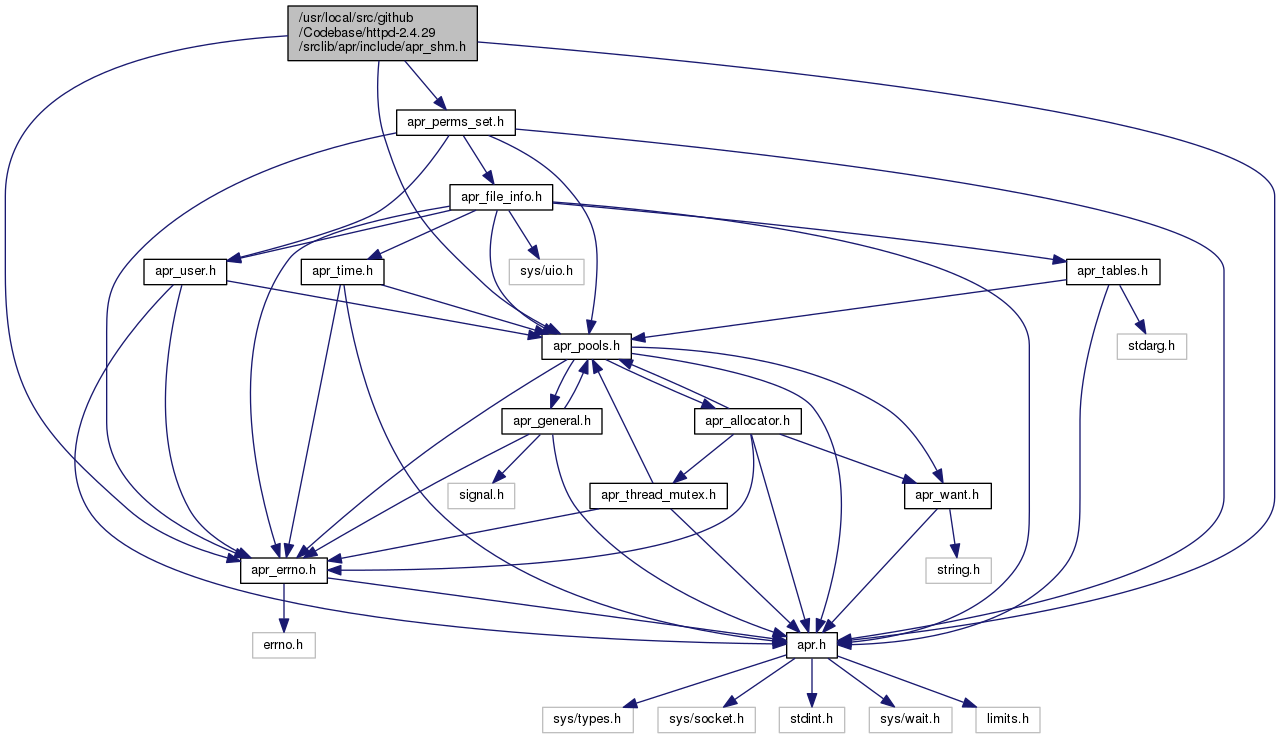 /usr/local/src/github
/Codebase/httpd-2.4.29
/srclib/apr/include/apr_shm.h
apr_perms_set.h
apr_file_info.h
apr_user.h
apr_time.h
sys/uio.h
apr_tables.h
apr_pools.h
stdarg.h
apr_general.h
apr_allocator.h
signal.h
apr_thread_mutex.h
apr_want.h
apr_errno.h
string.h
errno.h
apr.h
sys/types.h
sys/socket.h
stdint.h
sys/wait.h
limits.h